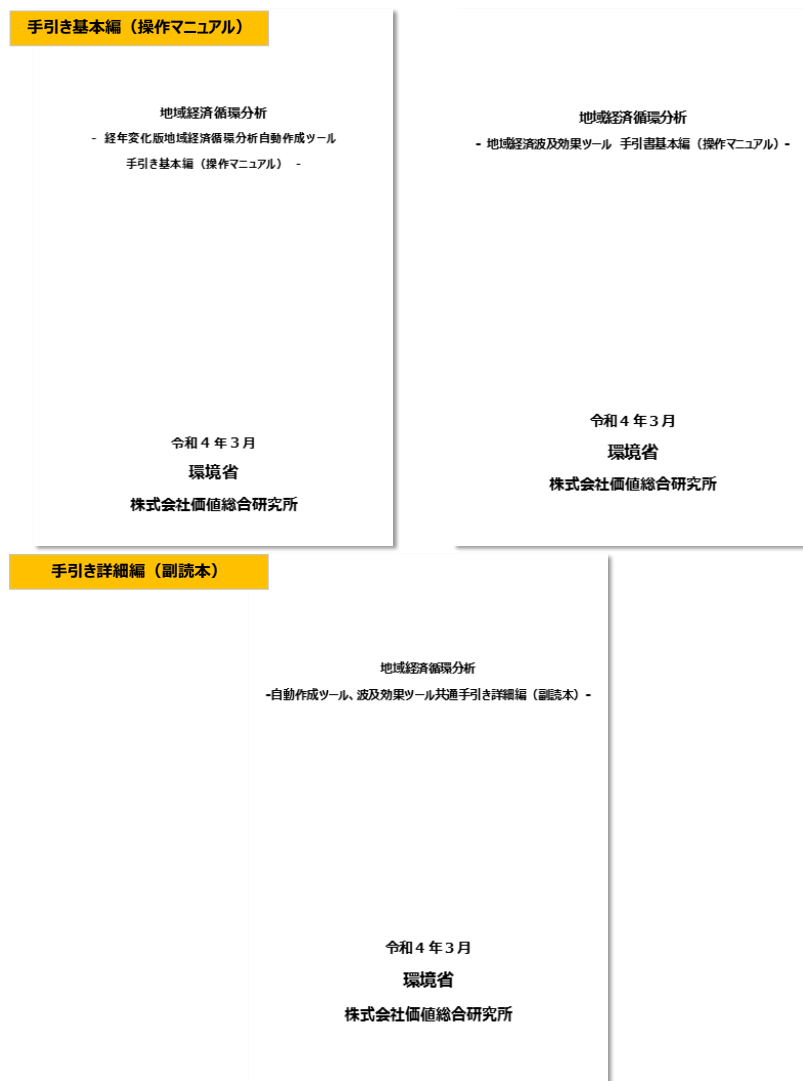 手引き基本編（操作マニュアル）
地域経済循環分析
- 経年変化版地域経済循環分析自動作成ツール
手引き基本編（操作マニュアル） -
令和４年３月
環境省
株式会社価値総合研究所
地域経済循環分析
- 地域経済波及効果ツール 手引書基本編（操作マニュアル）-
令和４年３月
環境省
株式会社価値総合研究所
手引き詳細編（副読本）
地域経済循環分析
-自動作成ツール、波及効果ツール共通手引き詳細編（副読本）-
令和４年３月
環境省
株式会社価値総合研究所